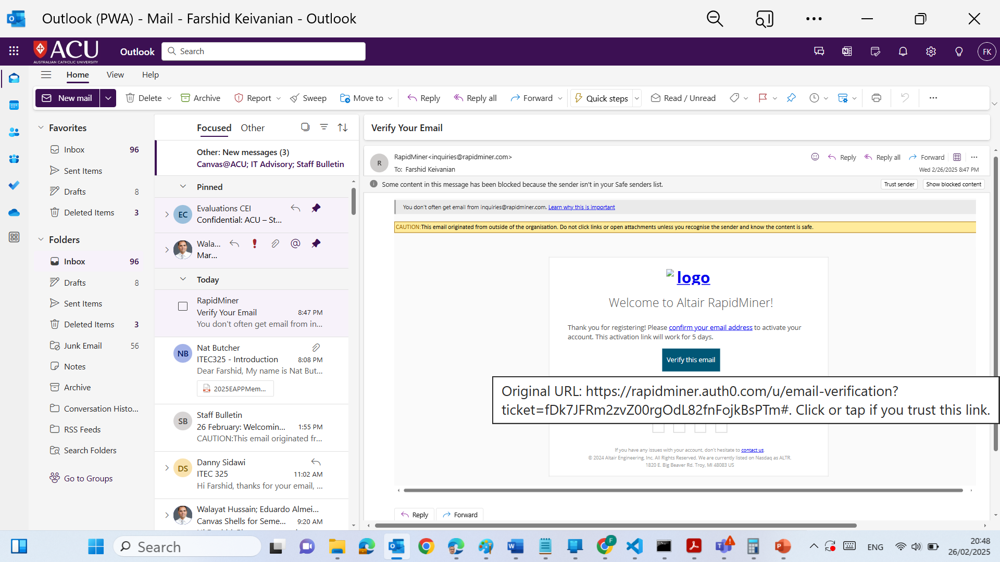 Outlook (PWA) - Mail - Farshid Keivanian - Outlook
ACU
AUSTRALIAN CATHOLIC UNIVERSITY
Outlook
Search
FK
Home View Help
New mail Delete Archive Report Sweep Move to Reply Reply all Forward Quick steps Read / Unread
Favorites
Inbox 96
Sent Items
Drafts 8
Deleted Items 3
Folders
Inbox 96
Drafts 8
Sent Items
Deleted Items 3
Junk Email 56
Notes
Archive
Conversation Histo...
RSS Feeds
Search Folders
Go to Groups
Focused Other
Other: New messages (3)
Canvas@ACU; IT Advisory; Staff Bulletin
Pinned
EC
Evaluations CEI
Confidential: ACU – St...
Wala...
Mar...
Today
RapidMiner
Verify Your Email 8:47 PM
You don't often get email from in...
NB
Nat Butcher
ITEC325 - Introduction 8:08 PM
Dear Farshid, My name is Nat But...
2025EAPPMem...
SB
Staff Bulletin
26 February: Welcomin... 1:55 PM
CAUTION:This email originated fr...
DS
Danny Sidawi
ITEC 325 11:02 AM
Hi Farshid, thanks for your email, ...
Walayat Hussain; Eduardo Almei...
Canvas Shells for Seme... 9:20 AM
Verify Your Email
R
RapidMiner<inquiries@rapidminer.com>
To: Farshid Keivanian
Reply Reply all Forward
Wed 2/26/2025 8:47 PM
Some content in this message has been blocked because the sender isn't in your Safe senders list.
Trust sender Show blocked content
You don't often get email from inquiries@rapidminer.com. Learn why this is important
CAUTION:This email originated from outside of the organisation. Do not click links or open attachments unless you recognise the sender and know the content is safe.
logo
Welcome to Altair RapidMiner!
Thank you for registering! Please confirm your email address to activate your
account. This activation link will work for 5 days.
Verify this email
Original URL: https://rapidminer.auth0.com/u/email-verification?
ticket=fDk7JFRm2zvZ00rgOdL82fnFojkBsPTm#. Click or tap if you trust this link.
If you have any issues with your account, don't hesitate to contact us.
© 2024 Altair Engineering, Inc. All Rights Reserved. We are currently listed on Nasdaq as ALTR.
1820 E. Big Beaver Rd. Troy, MI 48083 US
Reply Forward
Search
ENG
20:48
26/02/2025